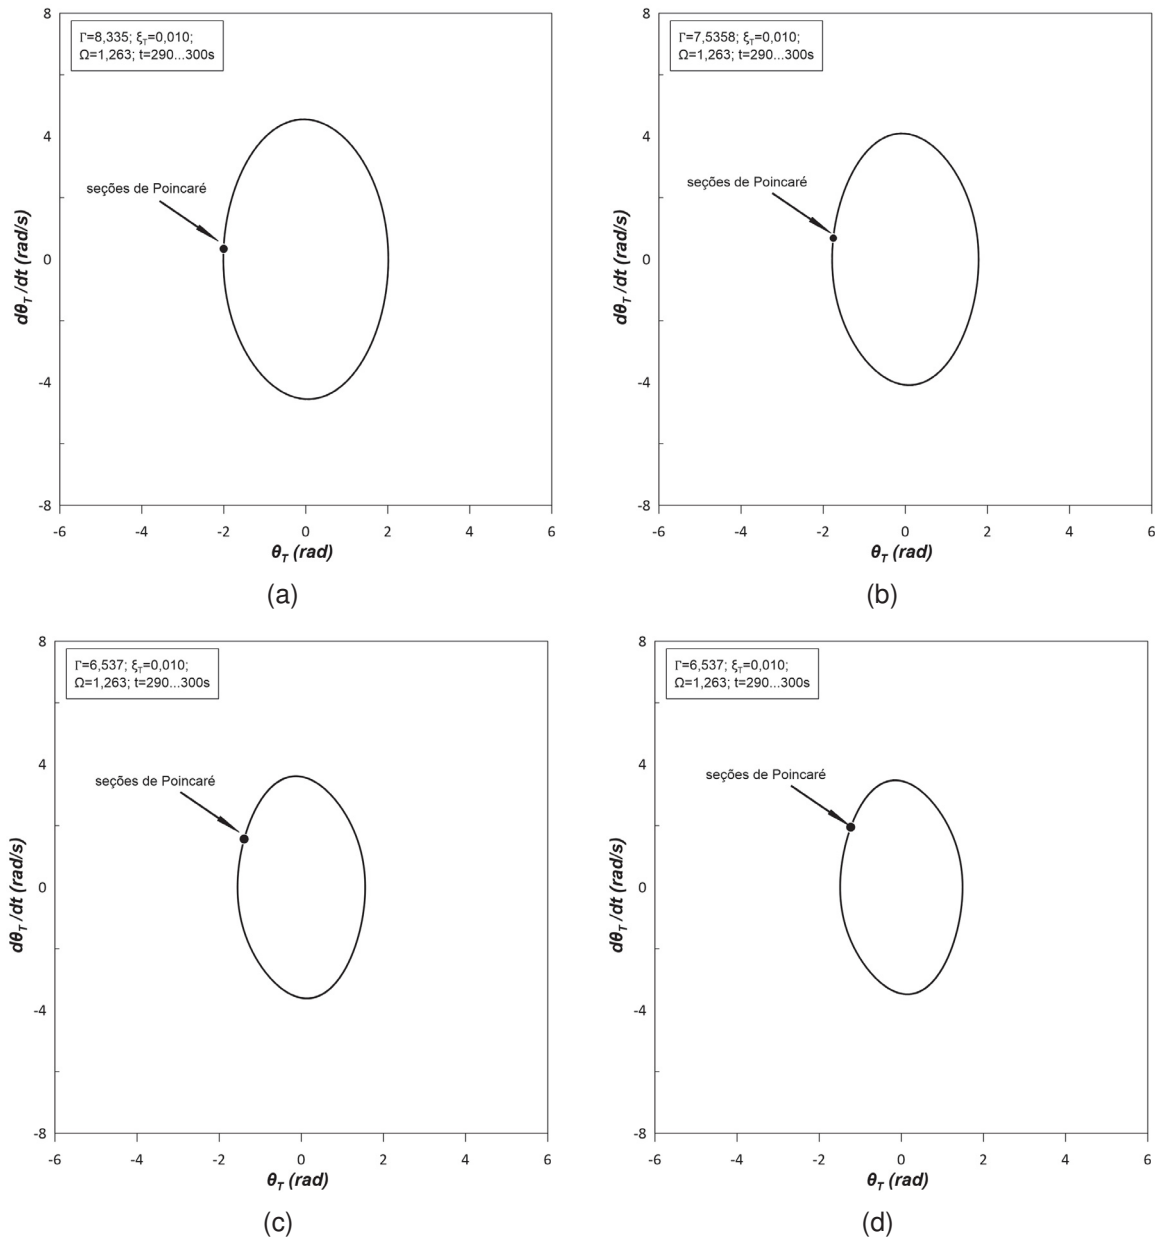 Γ=8,335; ξT=0,010;
Ω=1,263; t=290...300s
seções de Poincaré
8
4
0
-4
-8
dθT /dt (rad/s)
-6 -4 -2 0 2 4 6
θT (rad)
(a)
Γ=7,5358; ξT=0,010;
Ω=1,263; t=290...300s
seções de Poincaré
8
4
0
-4
-8
dθT /dt (rad/s)
-6 -4 -2 0 2 4 6
θT (rad)
(b)
Γ=6,537; ξT=0,010;
Ω=1,263; t=290...300s
seções de Poincaré
8
4
0
-4
-8
dθT /dt (rad/s)
-6 -4 -2 0 2 4 6
θT (rad)
(c)
Γ=6,537; ξT=0,010;
Ω=1,263; t=290...300s
seções de Poincaré
8
4
0
-4
-8
dθT /dt (rad/s)
-6 -4 -2 0 2 4 6
θT (rad)
(d)